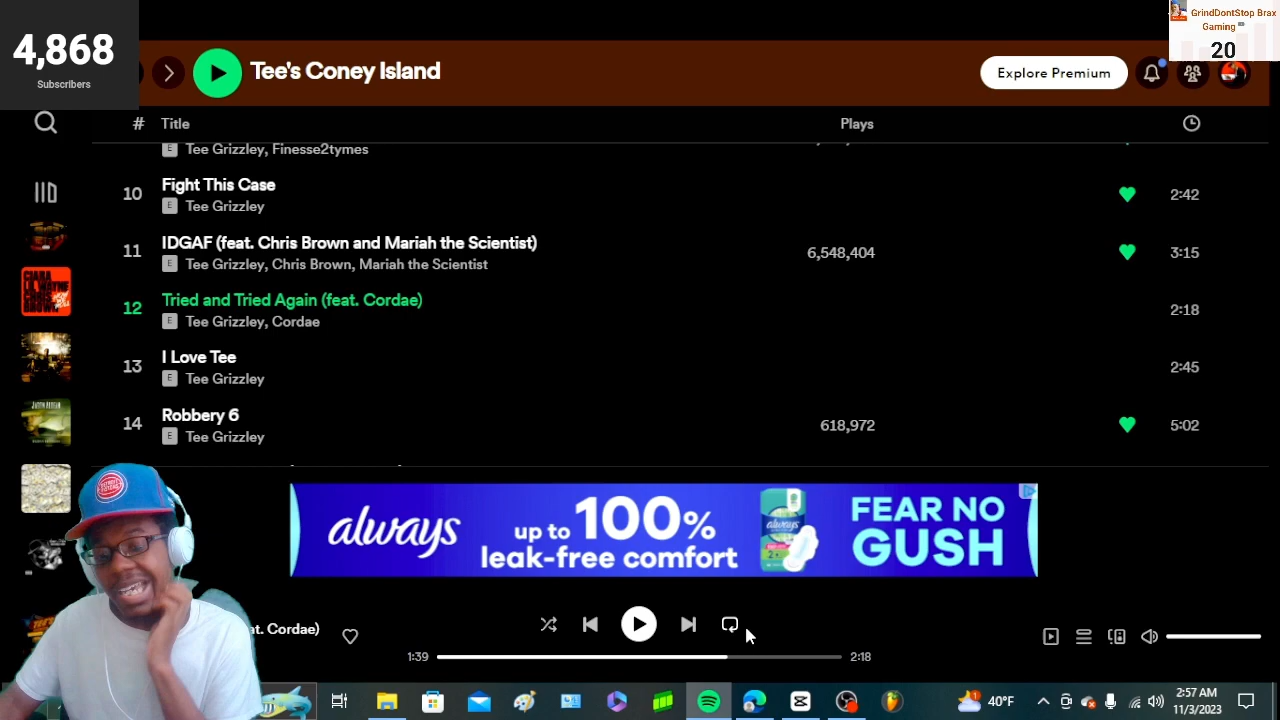 4,868
Subscribers
GrindDontStop Brax
Gaming
20
Tee's Coney Island
Explore Premium
# Title Plays
E Tee Grizzley, Finesse2tymes
10 Fight This Case 2:42
E Tee Grizzley
11 IDGAF (feat. Chris Brown and Mariah the Scientist) 6,548,404 3:15
E Tee Grizzley, Chris Brown, Mariah the Scientist
12 Tried and Tried Again (feat. Cordae) 2:18
E Tee Grizzley, Cordae
13 I Love Tee 2:45
E Tee Grizzley
14 Robbery 6 618,972 5:02
E Tee Grizzley
always
up to 100%
leak-free comfort
always
FEAR NO
GUSH
at. Cordae)
1:39 2:18
40°F
2:57 AM
11/3/2023